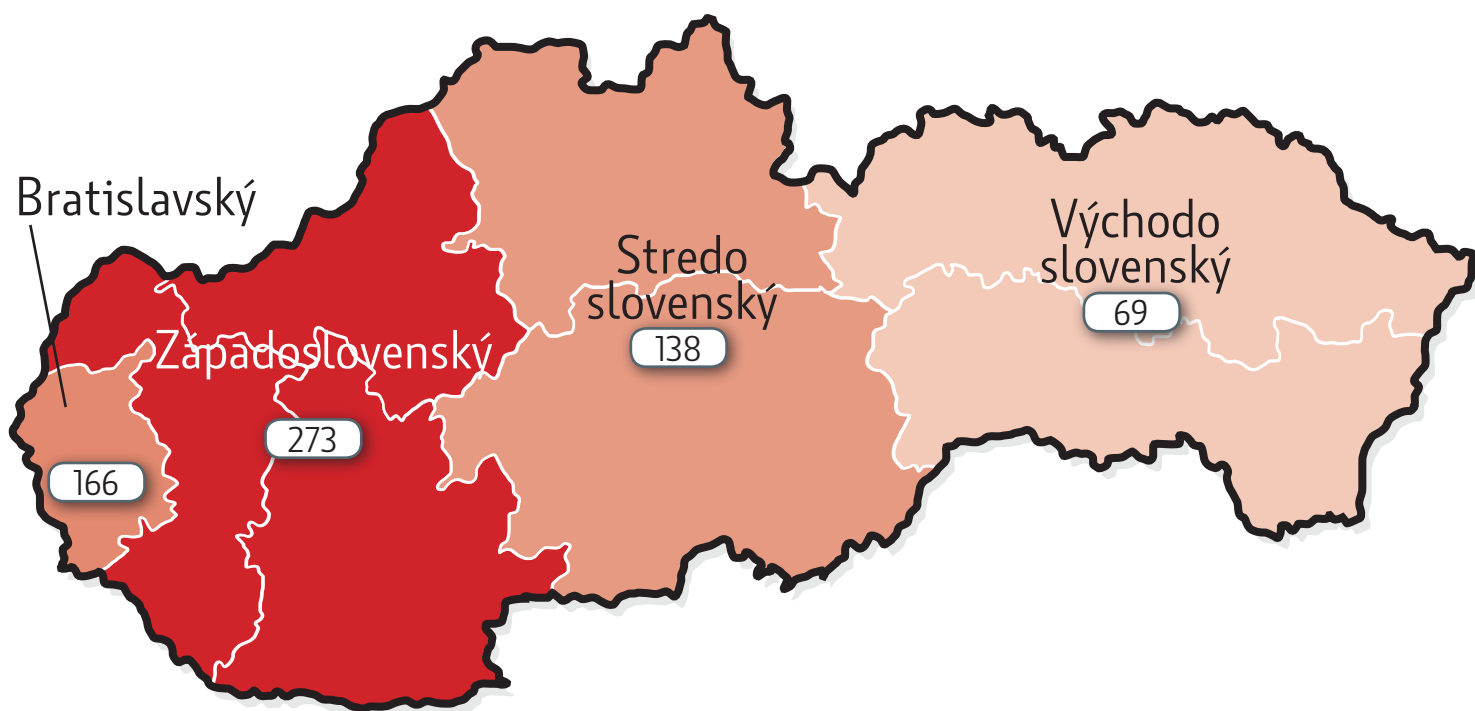 Bratislavský
166
Západoslovenský
273
Stredo
slovenský
138
Východo
slovenský
69